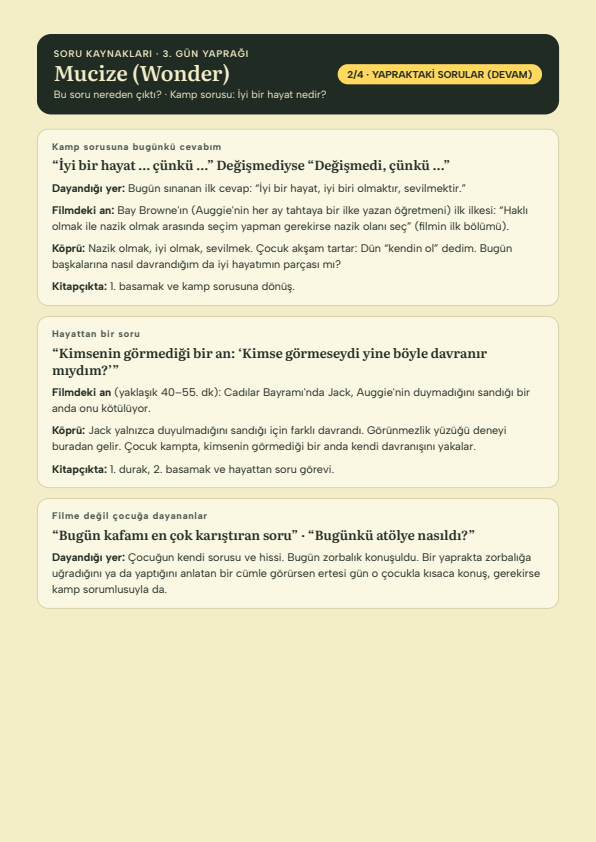 SORU KAYNAKLARI · 3. GÜN YAPRAĞI
Mucize (Wonder)
Bu soru nereden çıktı? · Kamp sorusu: İyi bir hayat nedir?
2/4 · YAPRAKTAKİ SORULAR (DEVAM)
Kamp sorusuna bugünkü cevabım
“İyi bir hayat … çünkü …” Değişmediyse “Değişmedi, çünkü …”
Dayandığı yer: Bugün sınanan ilk cevap: “İyi bir hayat, iyi biri olmaktır, sevilmektir.”
Filmdeki an: Bay Browne'ın (Auggie'nin her ay tahtaya bir ilke yazan öğretmeni) ilk ilkesi: “Haklı
olmak ile nazik olmak arasında seçim yapman gerekirse nazik olanı seç” (filmin ilk bölümü).
Köprü: Nazik olmak, iyi olmak, sevilmek. Çocuk akşam tartar: Dün “kendin ol” dedim. Bugün
başkalarına nasıl davrandığım da iyi hayatımın parçası mı?
Kitapçıkta: 1. basamak ve kamp sorusuna dönüş.
Hayattan bir soru
“Kimsenin görmediği bir an: ‘Kimse görmeseydi yine böyle davranır
mıydım?’”
Filmdeki an (yaklaşık 40–55. dk): Cadılar Bayramı'nda Jack, Auggie'nin duymadığını sandığı bir
anda onu kötülüyor.
Köprü: Jack yalnızca duyulmadığını sandığı için farklı davrandı. Görünmezlik yüzüğü deneyi
buradan gelir. Çocuk kampta, kimsenin görmediği bir anda kendi davranışını yakalar.
Kitapçıkta: 1. durak, 2. basamak ve hayattan soru görevi.
Filme değil çocuğa dayananlar
“Bugün kafamı en çok karıştıran soru” · “Bugünkü atölye nasıldı?”
Dayandığı yer: Çocuğun kendi sorusu ve hissi. Bugün zorbalık konuşuldu. Bir yaprakta zorbalığa
uğradığını ya da yaptığını anlatan bir cümle görürsen ertesi gün o çocukla kısaca konuş, gerekirse
kamp sorumlusuyla da.